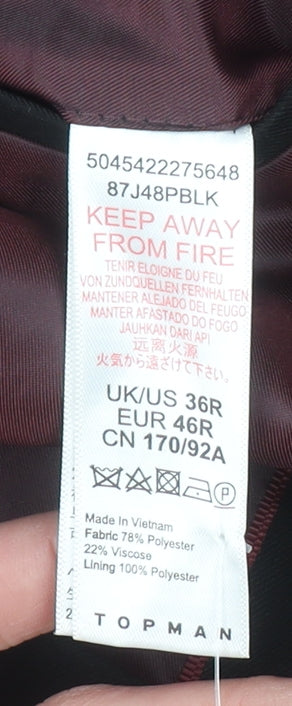 5045422275648
87J48PBLK
KEEP AWAY
FROM FIRE
TENIR ELOIGNE DU FEU
VON ZUNDQUELLEN FERNHALTEN
MANTENER ALEJADO DEL FEUGO
MANTER AFASTADO DO FOGO
JAUHKAN DARI API
远离火源
火気から遠ざけて下さい。
UK/US 36R
EUR 46R
CN 170/92A
P
Made in Vietnam
Fabric 78% Polyester
22% Viscose
Lining 100% Polyester
TOPMAN